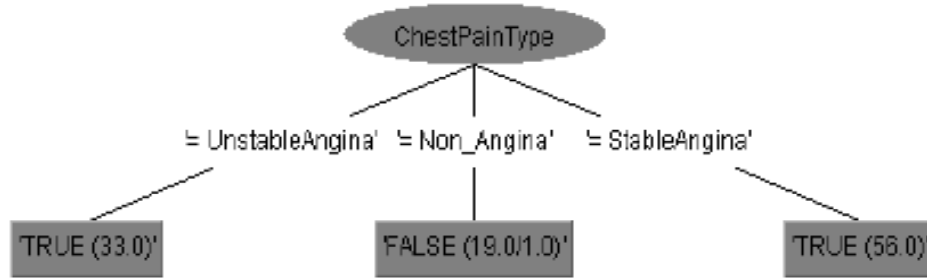 ChestPainType
'= UnstableAngina' '= Non_Angina' '= StableAngina'
'TRUE (33.0)' 'FALSE (19.0/1.0)' 'TRUE (56.0)'